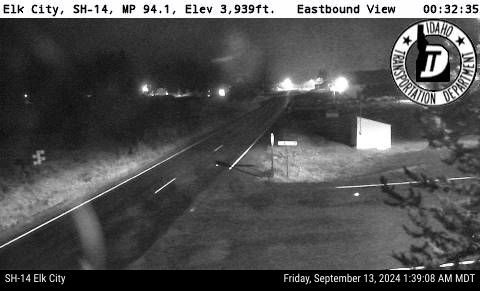 Elk City, SH-14, MP 94.1, Elev 3,939ft. Eastbound View 00:32:35
IDAHO
TRANSPORTATION DEPARTMENT
SH-14 Elk City Friday, September 13, 2024 1:39:08 AM MDT